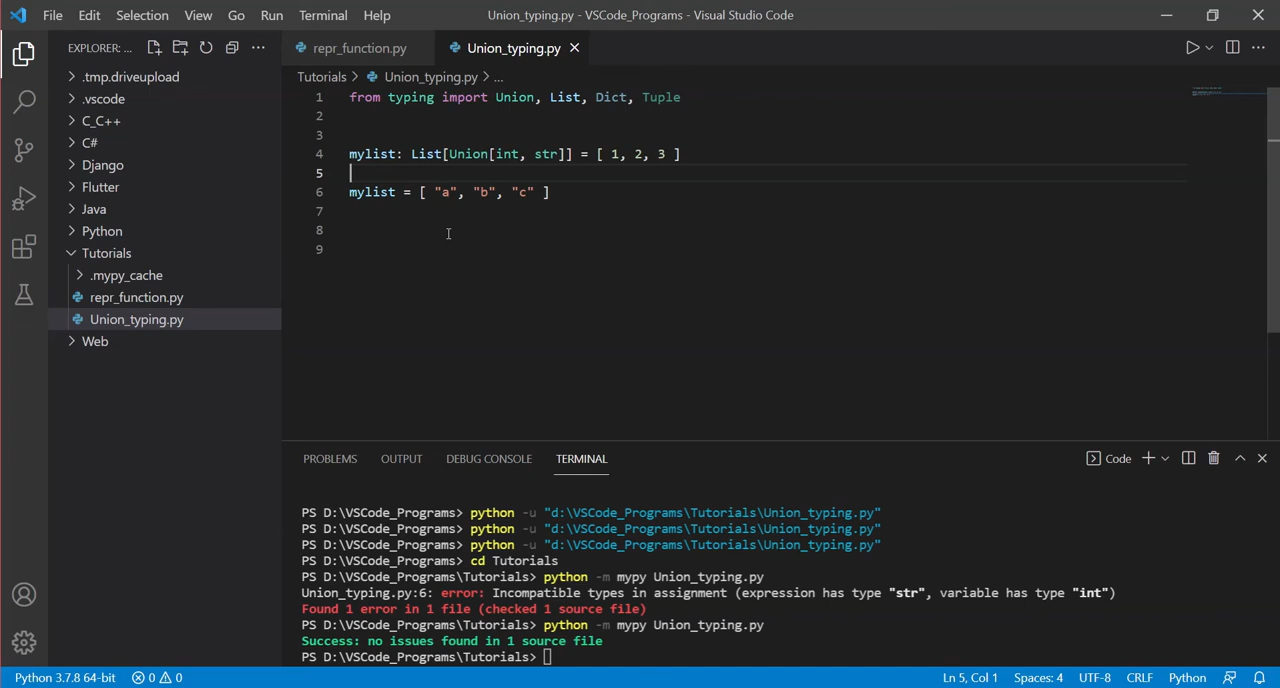 File Edit Selection View Go Run Terminal Help Union_typing.py - VSCode_Programs - Visual Studio Code
EXPLORER: ... repr_function.py Union_typing.py
Tutorials > Union_typing.py > ...
.tmp.driveupload
.vscode
C_C++
C#
Django
Flutter
Java
Python
Tutorials
.mypy_cache
repr_function.py
Union_typing.py
Web
1 from typing import Union, List, Dict, Tuple
2
3
4 mylist: List[Union[int, str]] = [ 1, 2, 3 ]
5
6 mylist = [ "a", "b", "c" ]
7
8
9
PROBLEMS OUTPUT DEBUG CONSOLE TERMINAL Code
PS D:\VSCode_Programs> python -u "d:\VSCode_Programs\Tutorials\Union_typing.py"
PS D:\VSCode_Programs> python -u "d:\VSCode_Programs\Tutorials\Union_typing.py"
PS D:\VSCode_Programs> python -u "d:\VSCode_Programs\Tutorials\Union_typing.py"
PS D:\VSCode_Programs> cd Tutorials
PS D:\VSCode_Programs\Tutorials> python -m mypy Union_typing.py
Union_typing.py:6: error: Incompatible types in assignment (expression has type "str", variable has type "int")
Found 1 error in 1 file (checked 1 source file)
PS D:\VSCode_Programs\Tutorials> python -m mypy Union_typing.py
Success: no issues found in 1 source file
PS D:\VSCode_Programs\Tutorials>
Python 3.7.8 64-bit 0 0 Ln 5, Col 1 Spaces: 4 UTF-8 CRLF Python